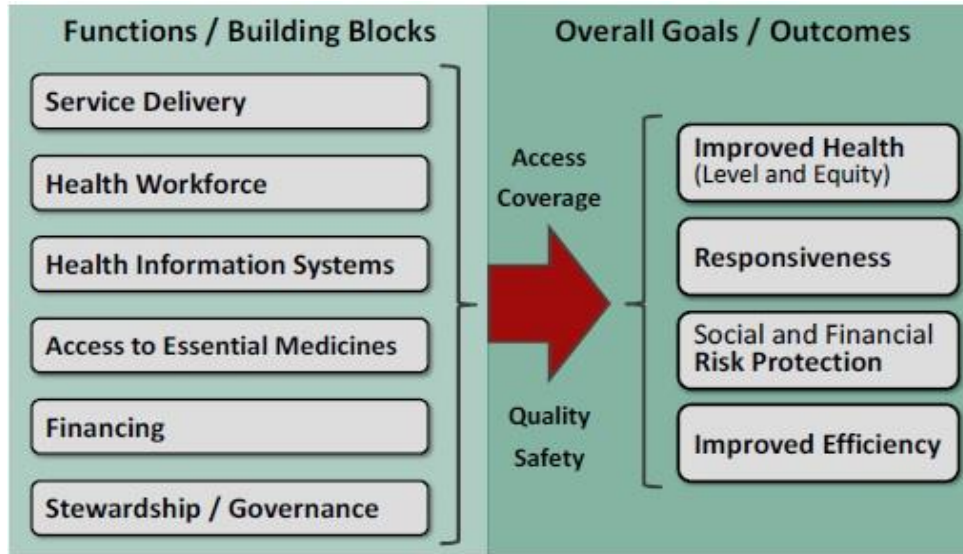 Functions / Building Blocks
Service Delivery
Health Workforce
Health Information Systems
Access to Essential Medicines
Financing
Stewardship / Governance
Access
Coverage
Quality
Safety
Overall Goals / Outcomes
Improved Health
(Level and Equity)
Responsiveness
Social and Financial
Risk Protection
Improved Efficiency